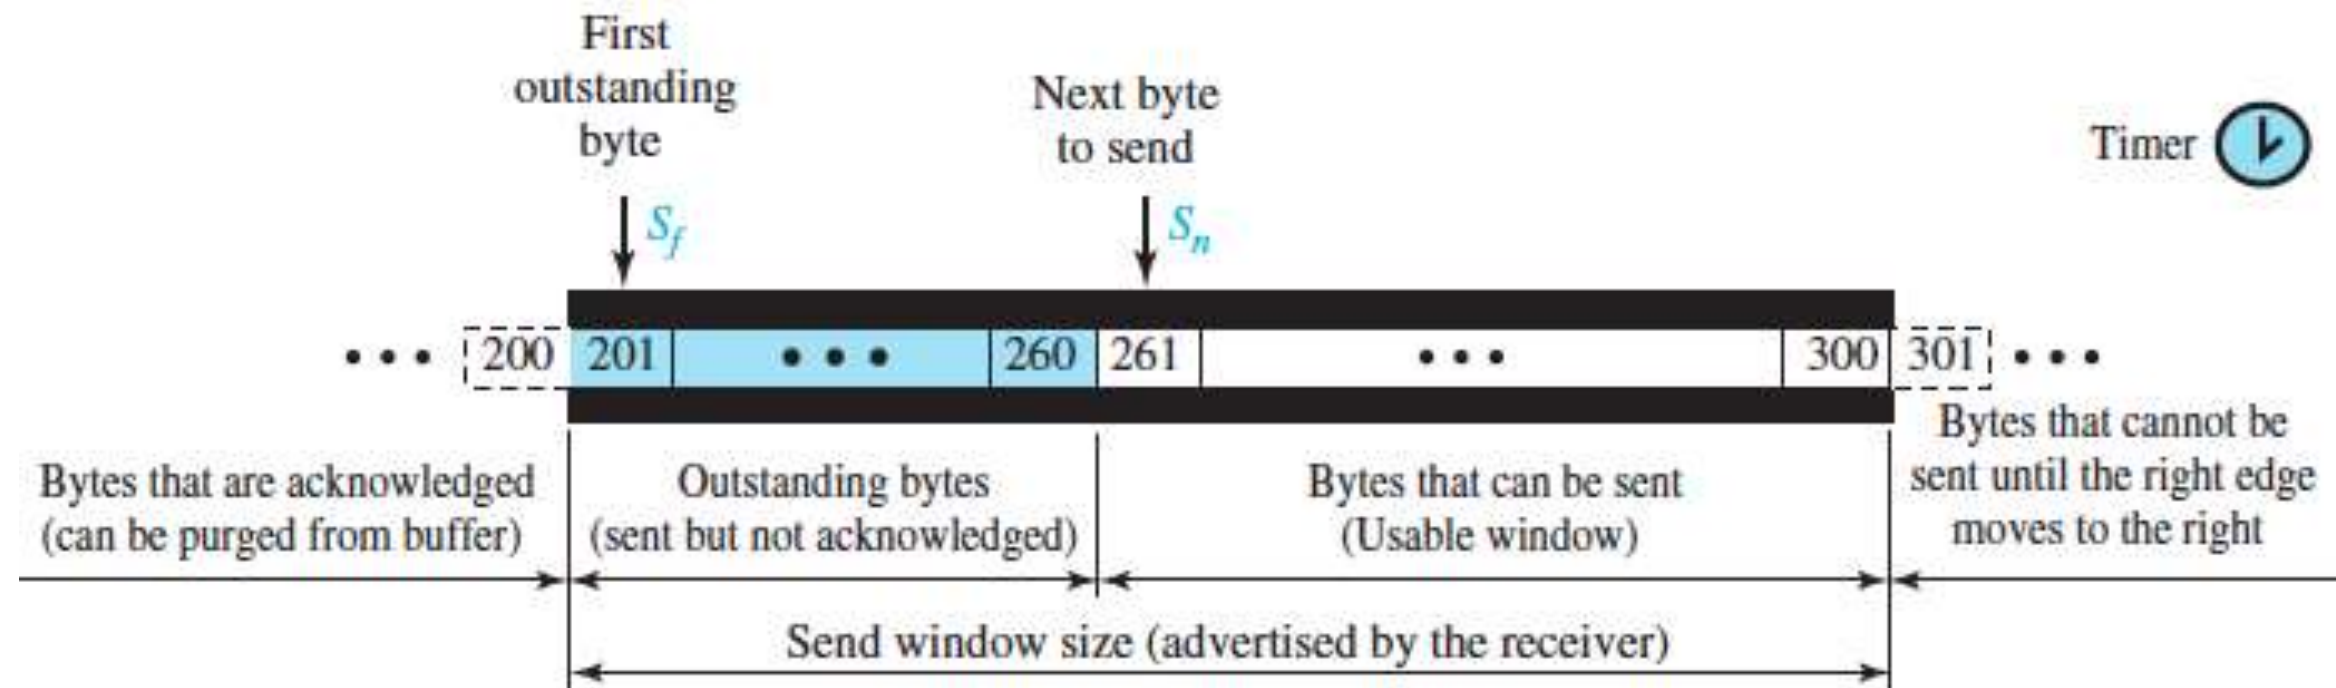 First
outstanding
byte
Next byte
to send
Timer
Sf
Sn
••• 200 201 ••• 260 261 ••• 300 301 •••
Bytes that are acknowledged
(can be purged from buffer)
Outstanding bytes
(sent but not acknowledged)
Bytes that can be sent
(Usable window)
Bytes that cannot be
sent until the right edge
moves to the right
Send window size (advertised by the receiver)